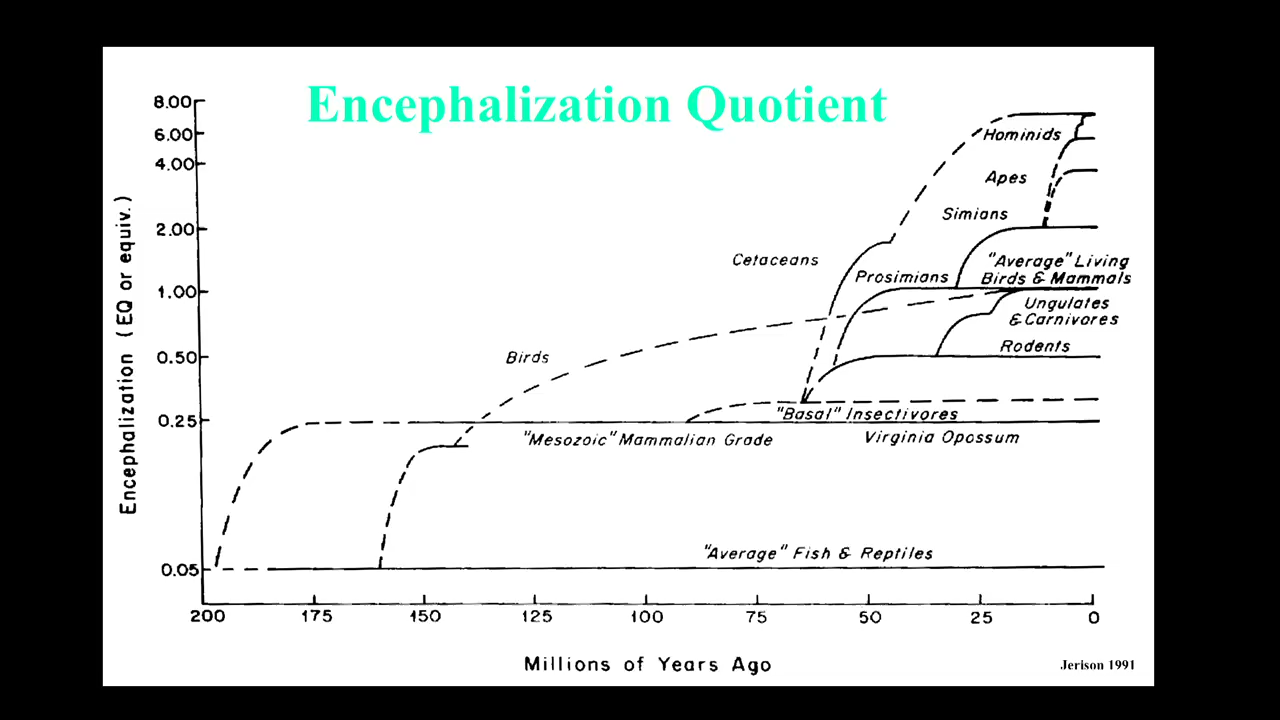 Encephalization Quotient
8.00
6.00
4.00
2.00
1.00
0.50
0.25
0.05
Encephalization (EQ or equiv.)
Hominids
Apes
Simians
Cetaceans
Prosimians
"Average" Living
Birds & Mammals
Ungulates
& Carnivores
Rodents
Birds
"Basal" Insectivores
"Mesozoic" Mammalian Grade
Virginia Opossum
"Average" Fish & Reptiles
200 175 150 125 100 75 50 25 0
Millions of Years Ago
Jerison 1991